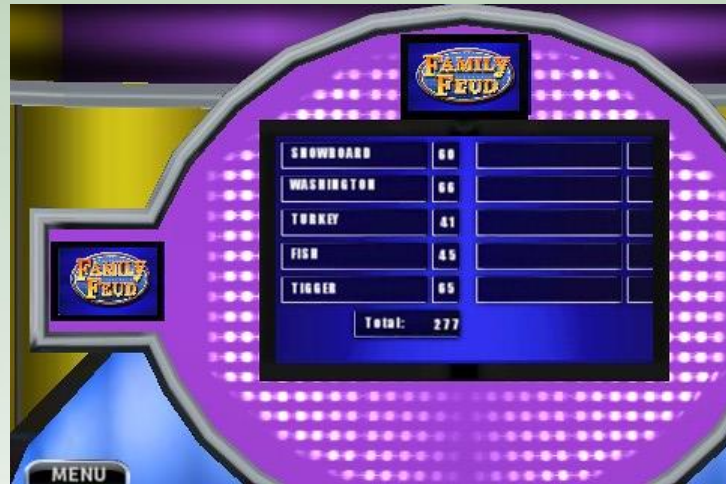 FAMILY
FEUD
SNOWBOARD 60
WASHINGTON 66
TURKEY 41
FISH 45
TIGGER 65
Total: 277
FAMILY
FEUD
MENU